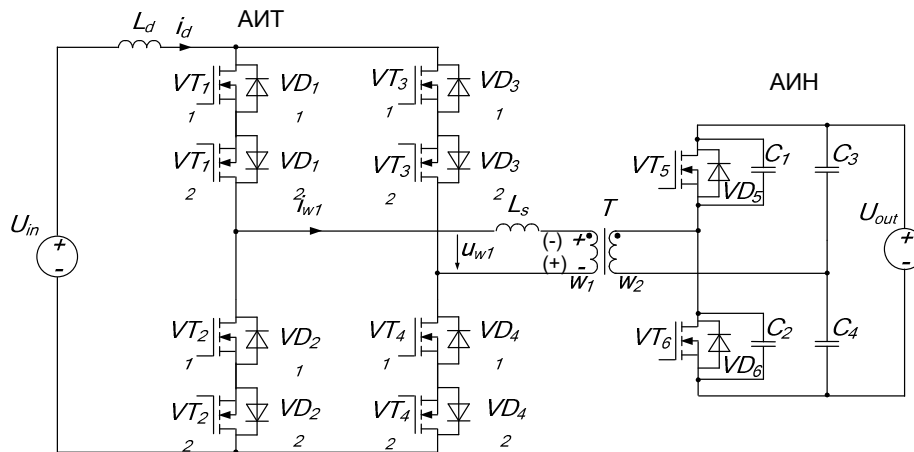 АИТ
L_d i_d
VT_1 1 VD_1 1 VT_3 1 VD_3 1
АИН
VT_1 2 VD_1 2 VT_3 2 VD_3 2
VT_5 VD_5 C_1 C_3
U_in + -
i_w1 L_s T
u_w1 (-) + (+) - w_1 w_2
U_out + -
VT_2 1 VD_2 1 VT_4 1 VD_4 1
VT_6 VD_6 C_2 C_4
VT_2 2 VD_2 2 VT_4 2 VD_4 2